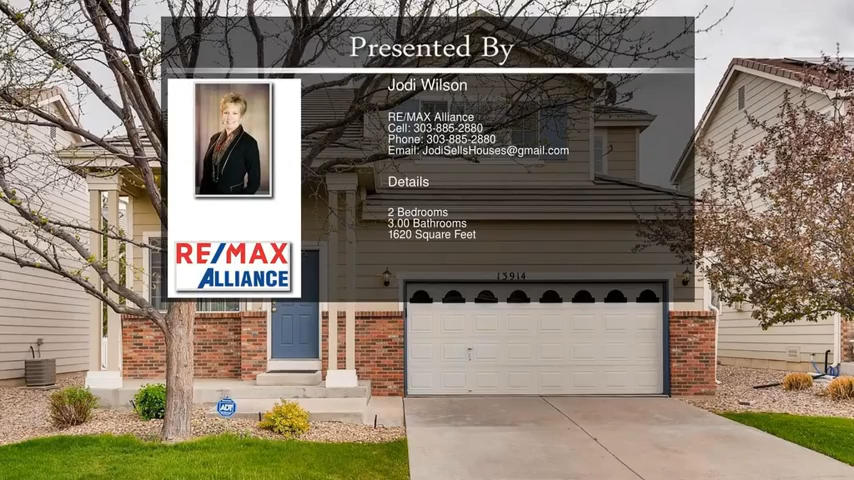 Presented By
Jodi Wilson
RE/MAX Alliance
Cell: 303-885-2880
Phone: 303-885-2880
Email: JodiSellsHouses@gmail.com
Details
2 Bedrooms
3.00 Bathrooms
1620 Square Feet
RE/MAX
ALLIANCE
13914
ADT